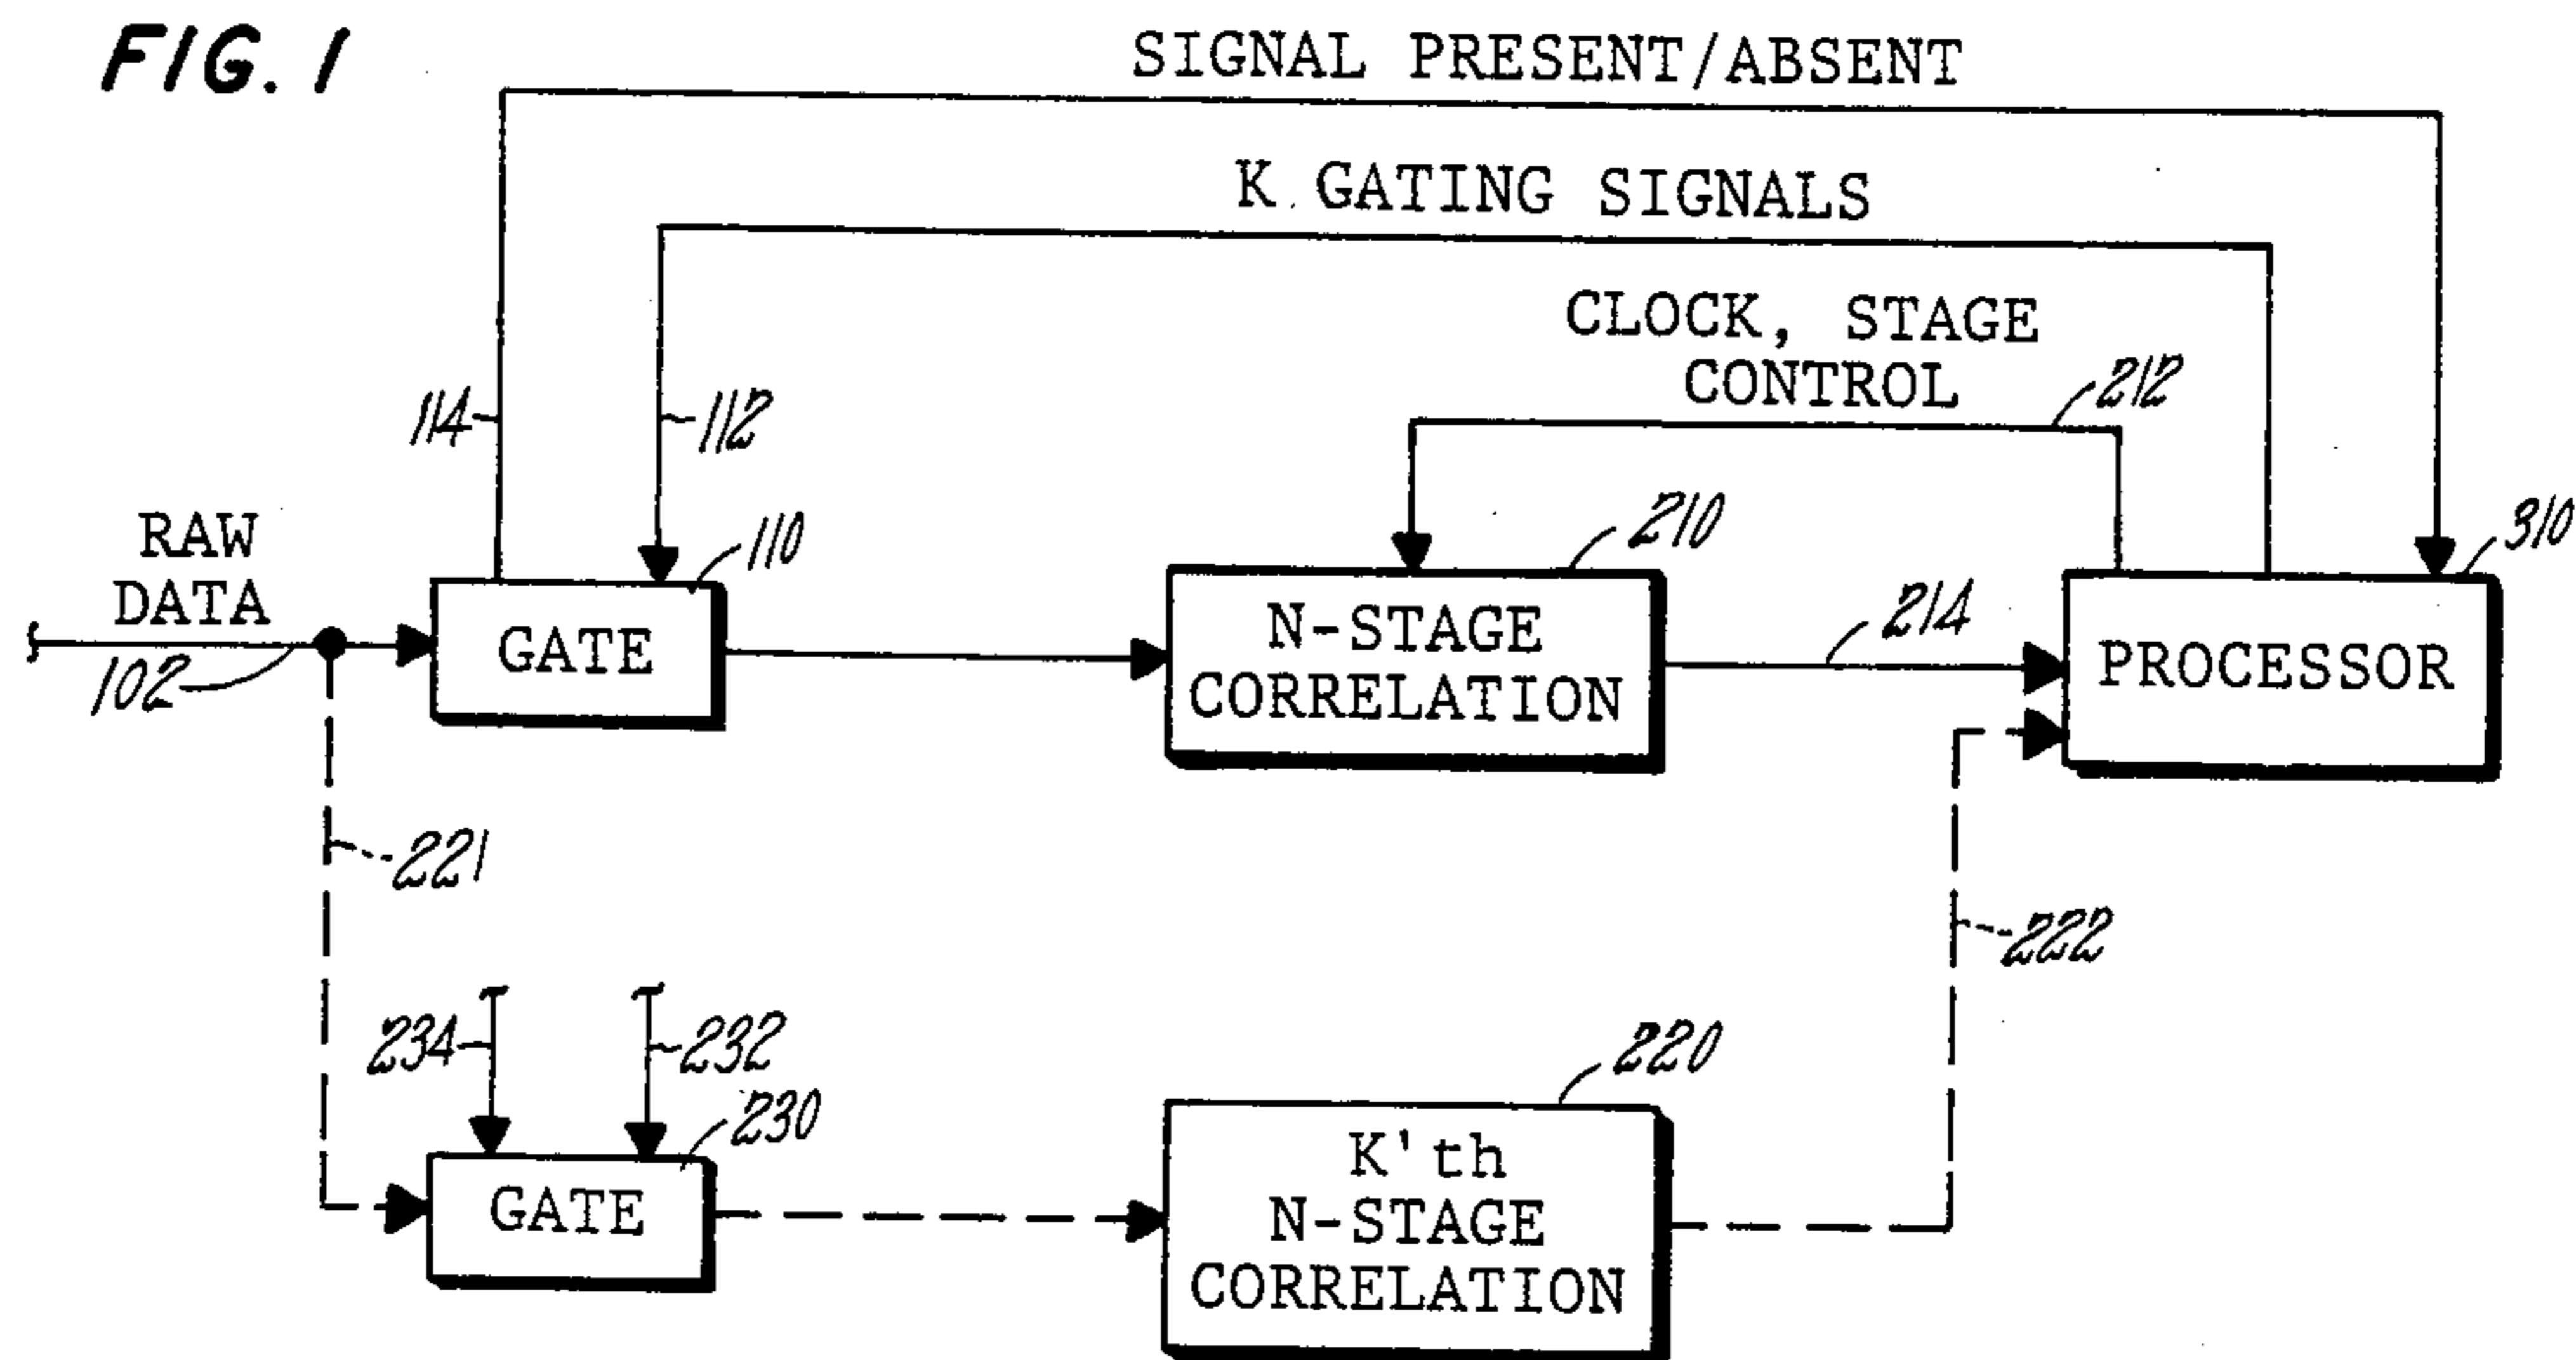 FIG. 1
SIGNAL PRESENT/ABSENT
K GATING SIGNALS
CLOCK, STAGE
CONTROL
212
114
112
RAW
DATA
102
110
GATE
210
N-STAGE
CORRELATION
214
310
PROCESSOR
221
222
234
232
230
GATE
220
K'th
N-STAGE
CORRELATION